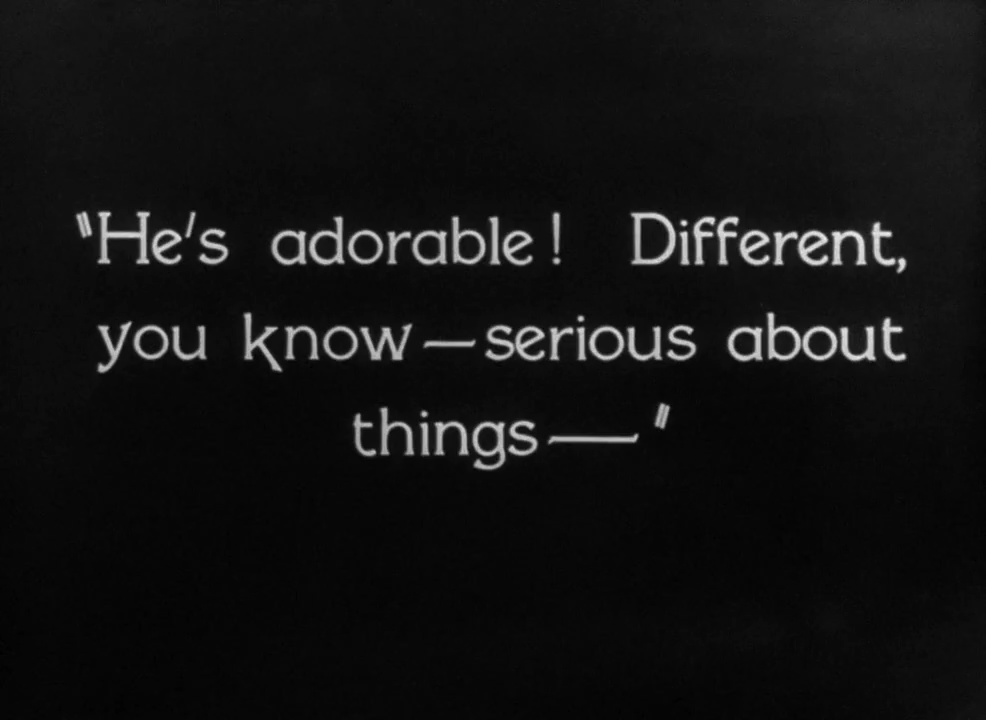 "He's adorable! Different,
you know—serious about
things——"